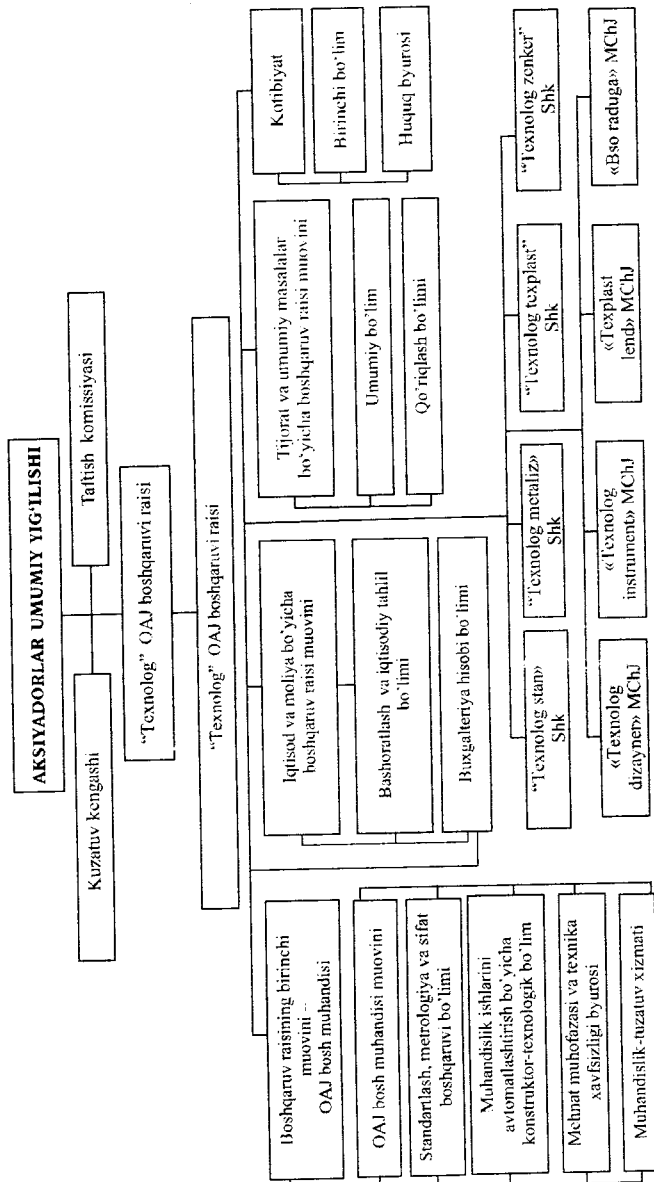 AKSIYADORLAR UMUMIY YIG‘ILISHI
Kuzatuv kengashi
Taftish komissiyasi
“Texnolog” OAJ boshqaruvi raisi
“Texnolog” OAJ boshqaruvi raisi
Boshqaruv raisining birinchi
muovini –
OAJ bosh muhandisi
OAJ bosh muhandisi muovini
Standartlash, metrologiya va sifat
boshqaruvi bo`limi
Muhandislik ishlarini
avtomatlashtirish bo`yicha
konstruktor-texnologik bo`lim
Mehnat muhofazasi va texnika
xavfsizligi byurosi
Muhandislik-tuzatuv xizmati
Iqtisod va moliya bo`yicha
boshqaruv raisi muovini
Bashoratlash va iqtisodiy tahlil
bo`limi
Buxgalteriya hisobi bo`limi
Tijorat va umumiy masalalar
bo`yicha boshqaruv raisi muovini
Umumiy bo`lim
Qo`riqlash bo`limi
Kotibiyat
Birinchi bo`lim
Huquq byurosi
“Texnolog stan»
Shk
“Texnolog metaliz»
Shk
“Texnolog texplast”
Shk
“Texnolog zenker”
Shk
«Texnolog
dizayner» MChJ
«Texnolog
instrument» MChJ
«Texplast
lend» MChJ
«Bso raduga» MChJ